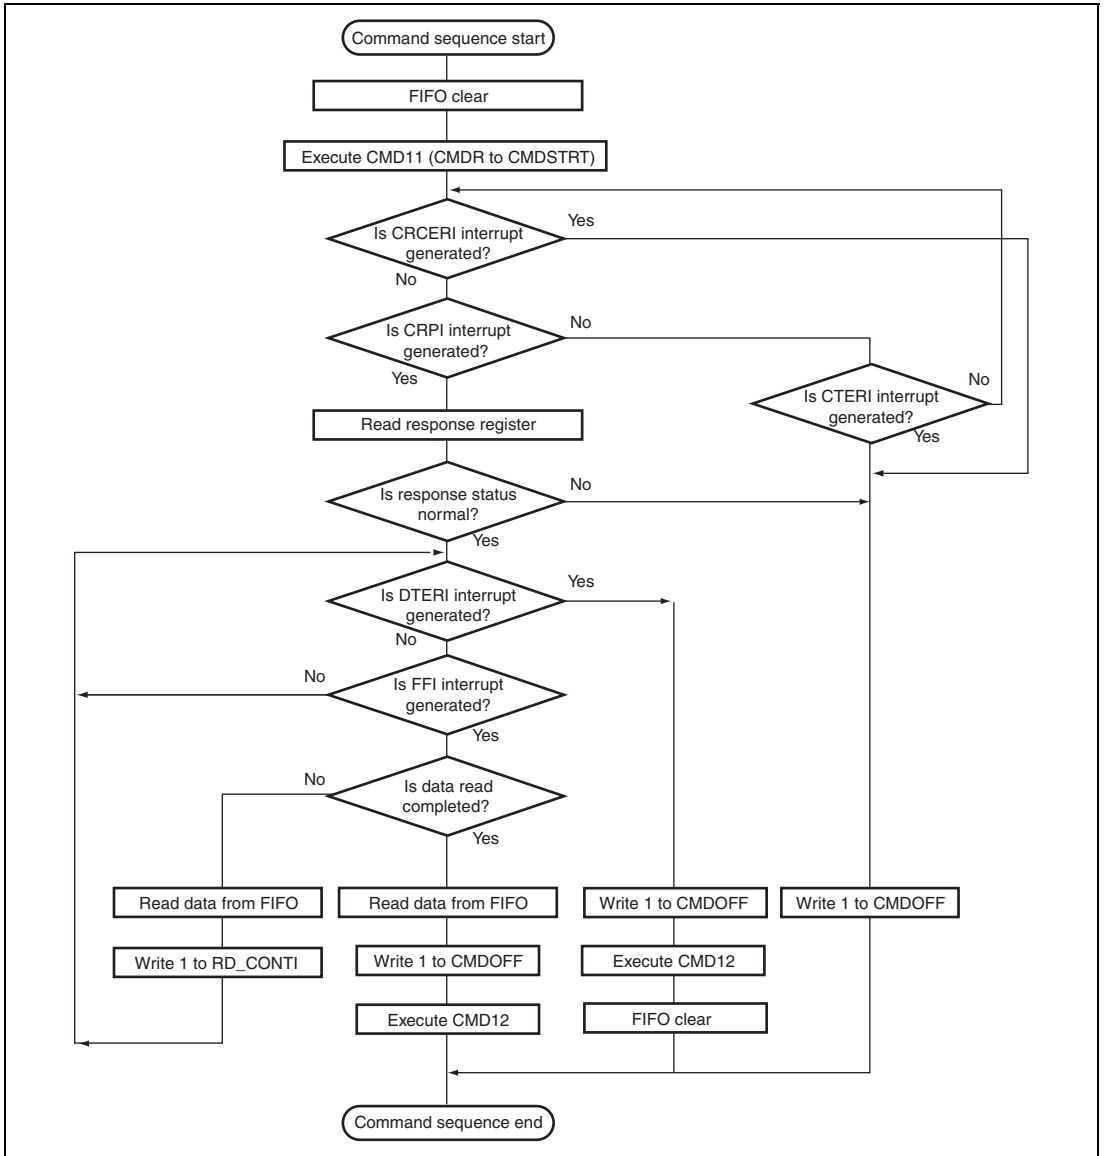 Command sequence start
FIFO clear
Execute CMD11 (CMDR to CMDSTRT)
Yes
Is CRCERI interrupt
generated?
No
Is CRPI interrupt
generated?
No
Yes
Is CTERI interrupt
generated?
No
Yes
Read response register
Is response status
normal?
No
Yes
Is DTERI interrupt
generated?
Yes
No
Is FFI interrupt
generated?
No
Yes
Is data read
completed?
No
Yes
Read data from FIFO
Read data from FIFO
Write 1 to CMDOFF
Write 1 to CMDOFF
Write 1 to RD_CONTI
Write 1 to CMDOFF
Execute CMD12
Execute CMD12
FIFO clear
Command sequence end